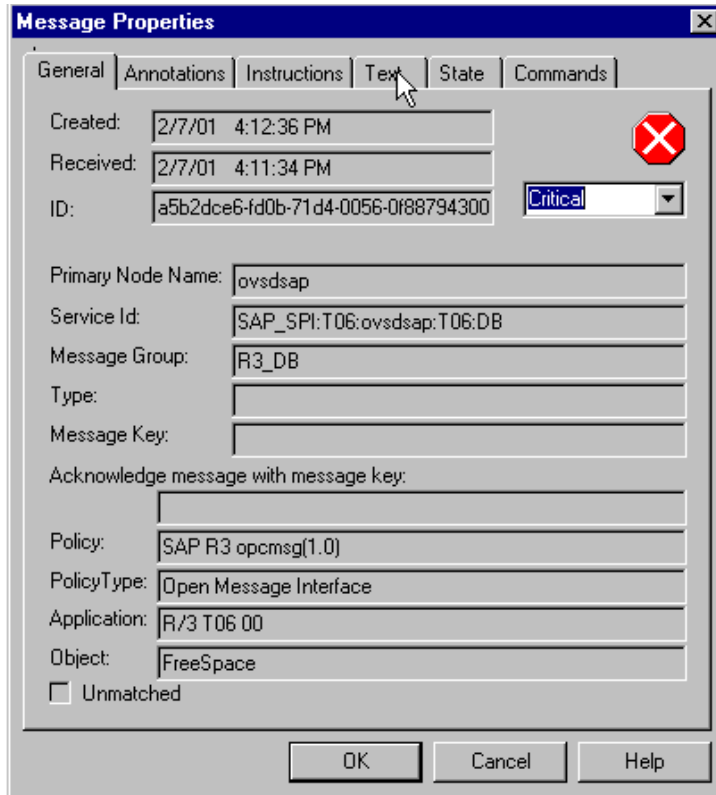 Message Properties
General Annotations Instructions Text State Commands
Created: 2/7/01 4:12:36 PM
Received: 2/7/01 4:11:34 PM
ID: a5b2dce6-fd0b-71d4-0056-0f88794300
Critical
Primary Node Name: ovsdsap
Service Id: SAP_SPI:T06:ovsdsap:T06:DB
Message Group: R3_DB
Type:
Message Key:
Acknowledge message with message key:
Policy: SAP R3 opcmsg(1.0)
PolicyType: Open Message Interface
Application: R/3 T06 00
Object: FreeSpace
Unmatched
OK Cancel Help